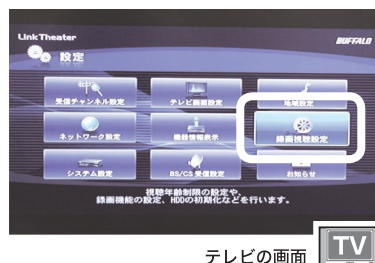 LinkTheater
BUFFALO
設定
受信チャンネル設定
テレビ画面設定
地域設定
ネットワーク設定
機器情報表示
録画視聴設定
システム設定
BS/CS 受信設定
お知らせ
視聴年齢制限の設定や、
録画機能の設定、HDDの初期化などを行います。
テレビの画面
TV